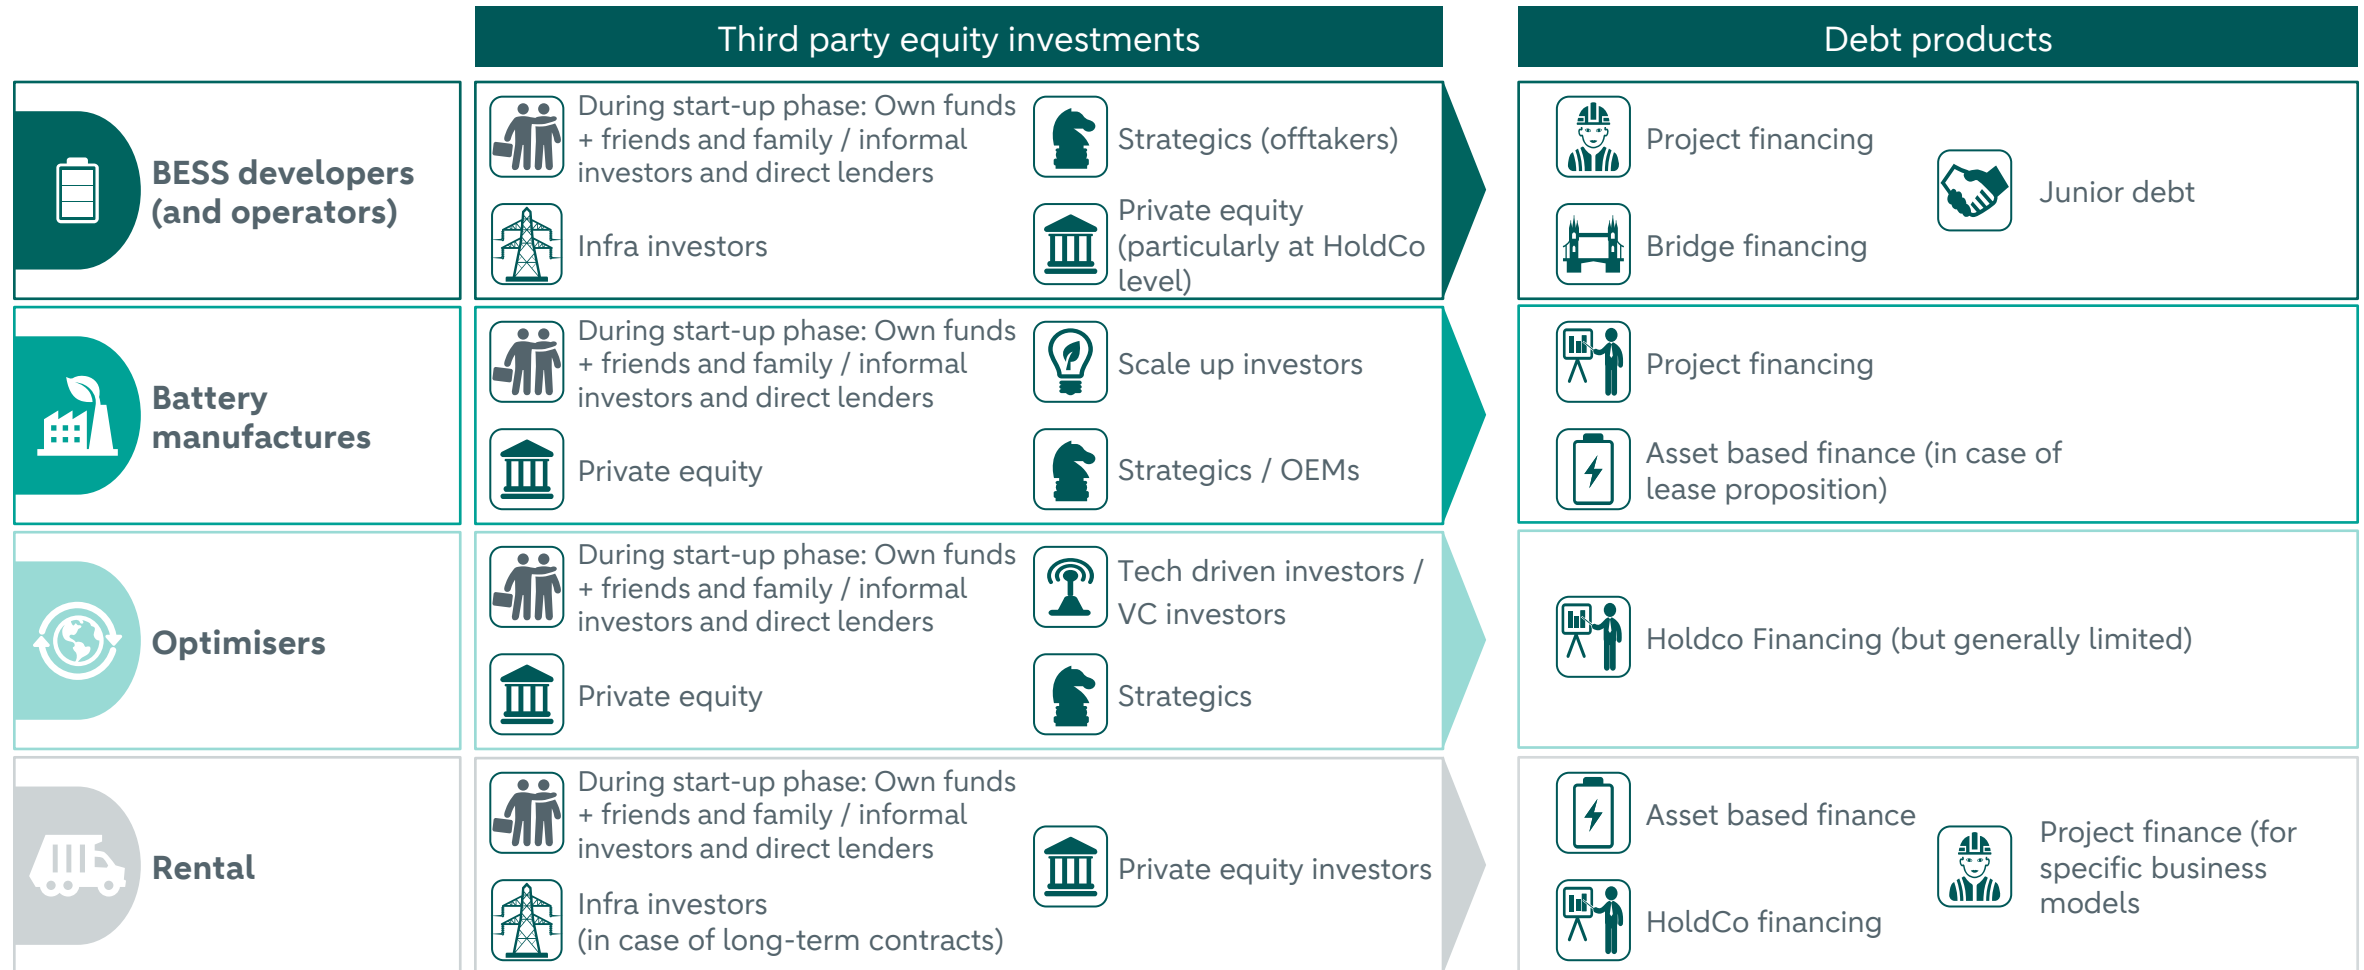 Third party equity investments
Debt products
BESS developers
(and operators)
During start-up phase: Own funds
+ friends and family / informal
investors and direct lenders
Strategics (offtakers)
Infra investors
Private equity
(particularly at HoldCo
level)
Project financing
Bridge financing
Junior debt
Battery
manufactures
During start-up phase: Own funds
+ friends and family / informal
investors and direct lenders
Scale up investors
Private equity
Strategics / OEMs
Project financing
Asset based finance (in case of
lease proposition)
Optimisers
During start-up phase: Own funds
+ friends and family / informal
investors and direct lenders
Tech driven investors /
VC investors
Private equity
Strategics
Holdco Financing (but generally limited)
Rental
During start-up phase: Own funds
+ friends and family / informal
investors and direct lenders
Infra investors
(in case of long-term contracts)
Private equity investors
Asset based finance
HoldCo financing
Project finance (for
specific business
models